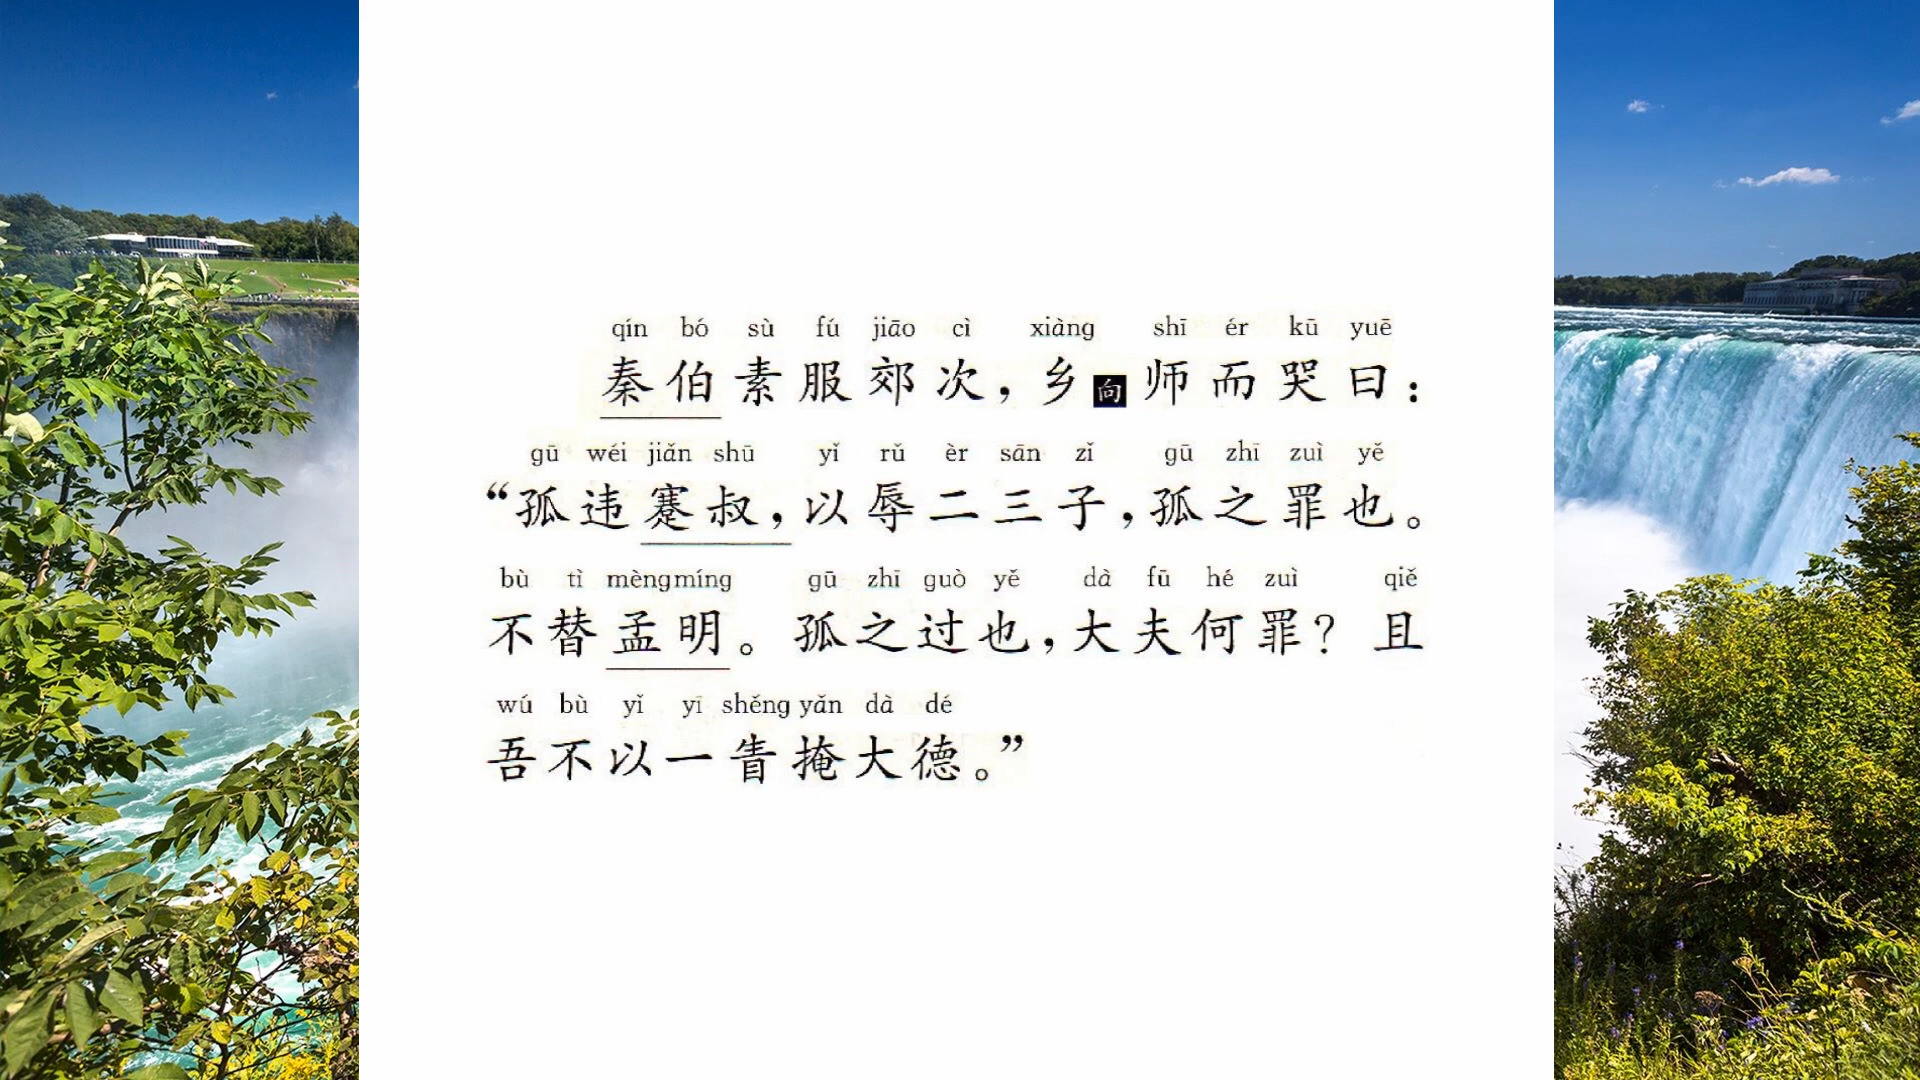 qín bó sù fú jiāo cì xiàng shī ér kū yuē
秦伯素服郊次，乡向师而哭曰：
gū wéi jiǎn shū yǐ rǔ èr sān zǐ gū zhī zuì yě
“孤违蹇叔，以辱二三子，孤之罪也。
bù tì mèngmíng gū zhī guò yě dà fū hé zuì qiě
不替孟明。孤之过也，大夫何罪？且
wú bù yǐ yī shěng yǎn dà dé
吾不以一眚掩大德。”